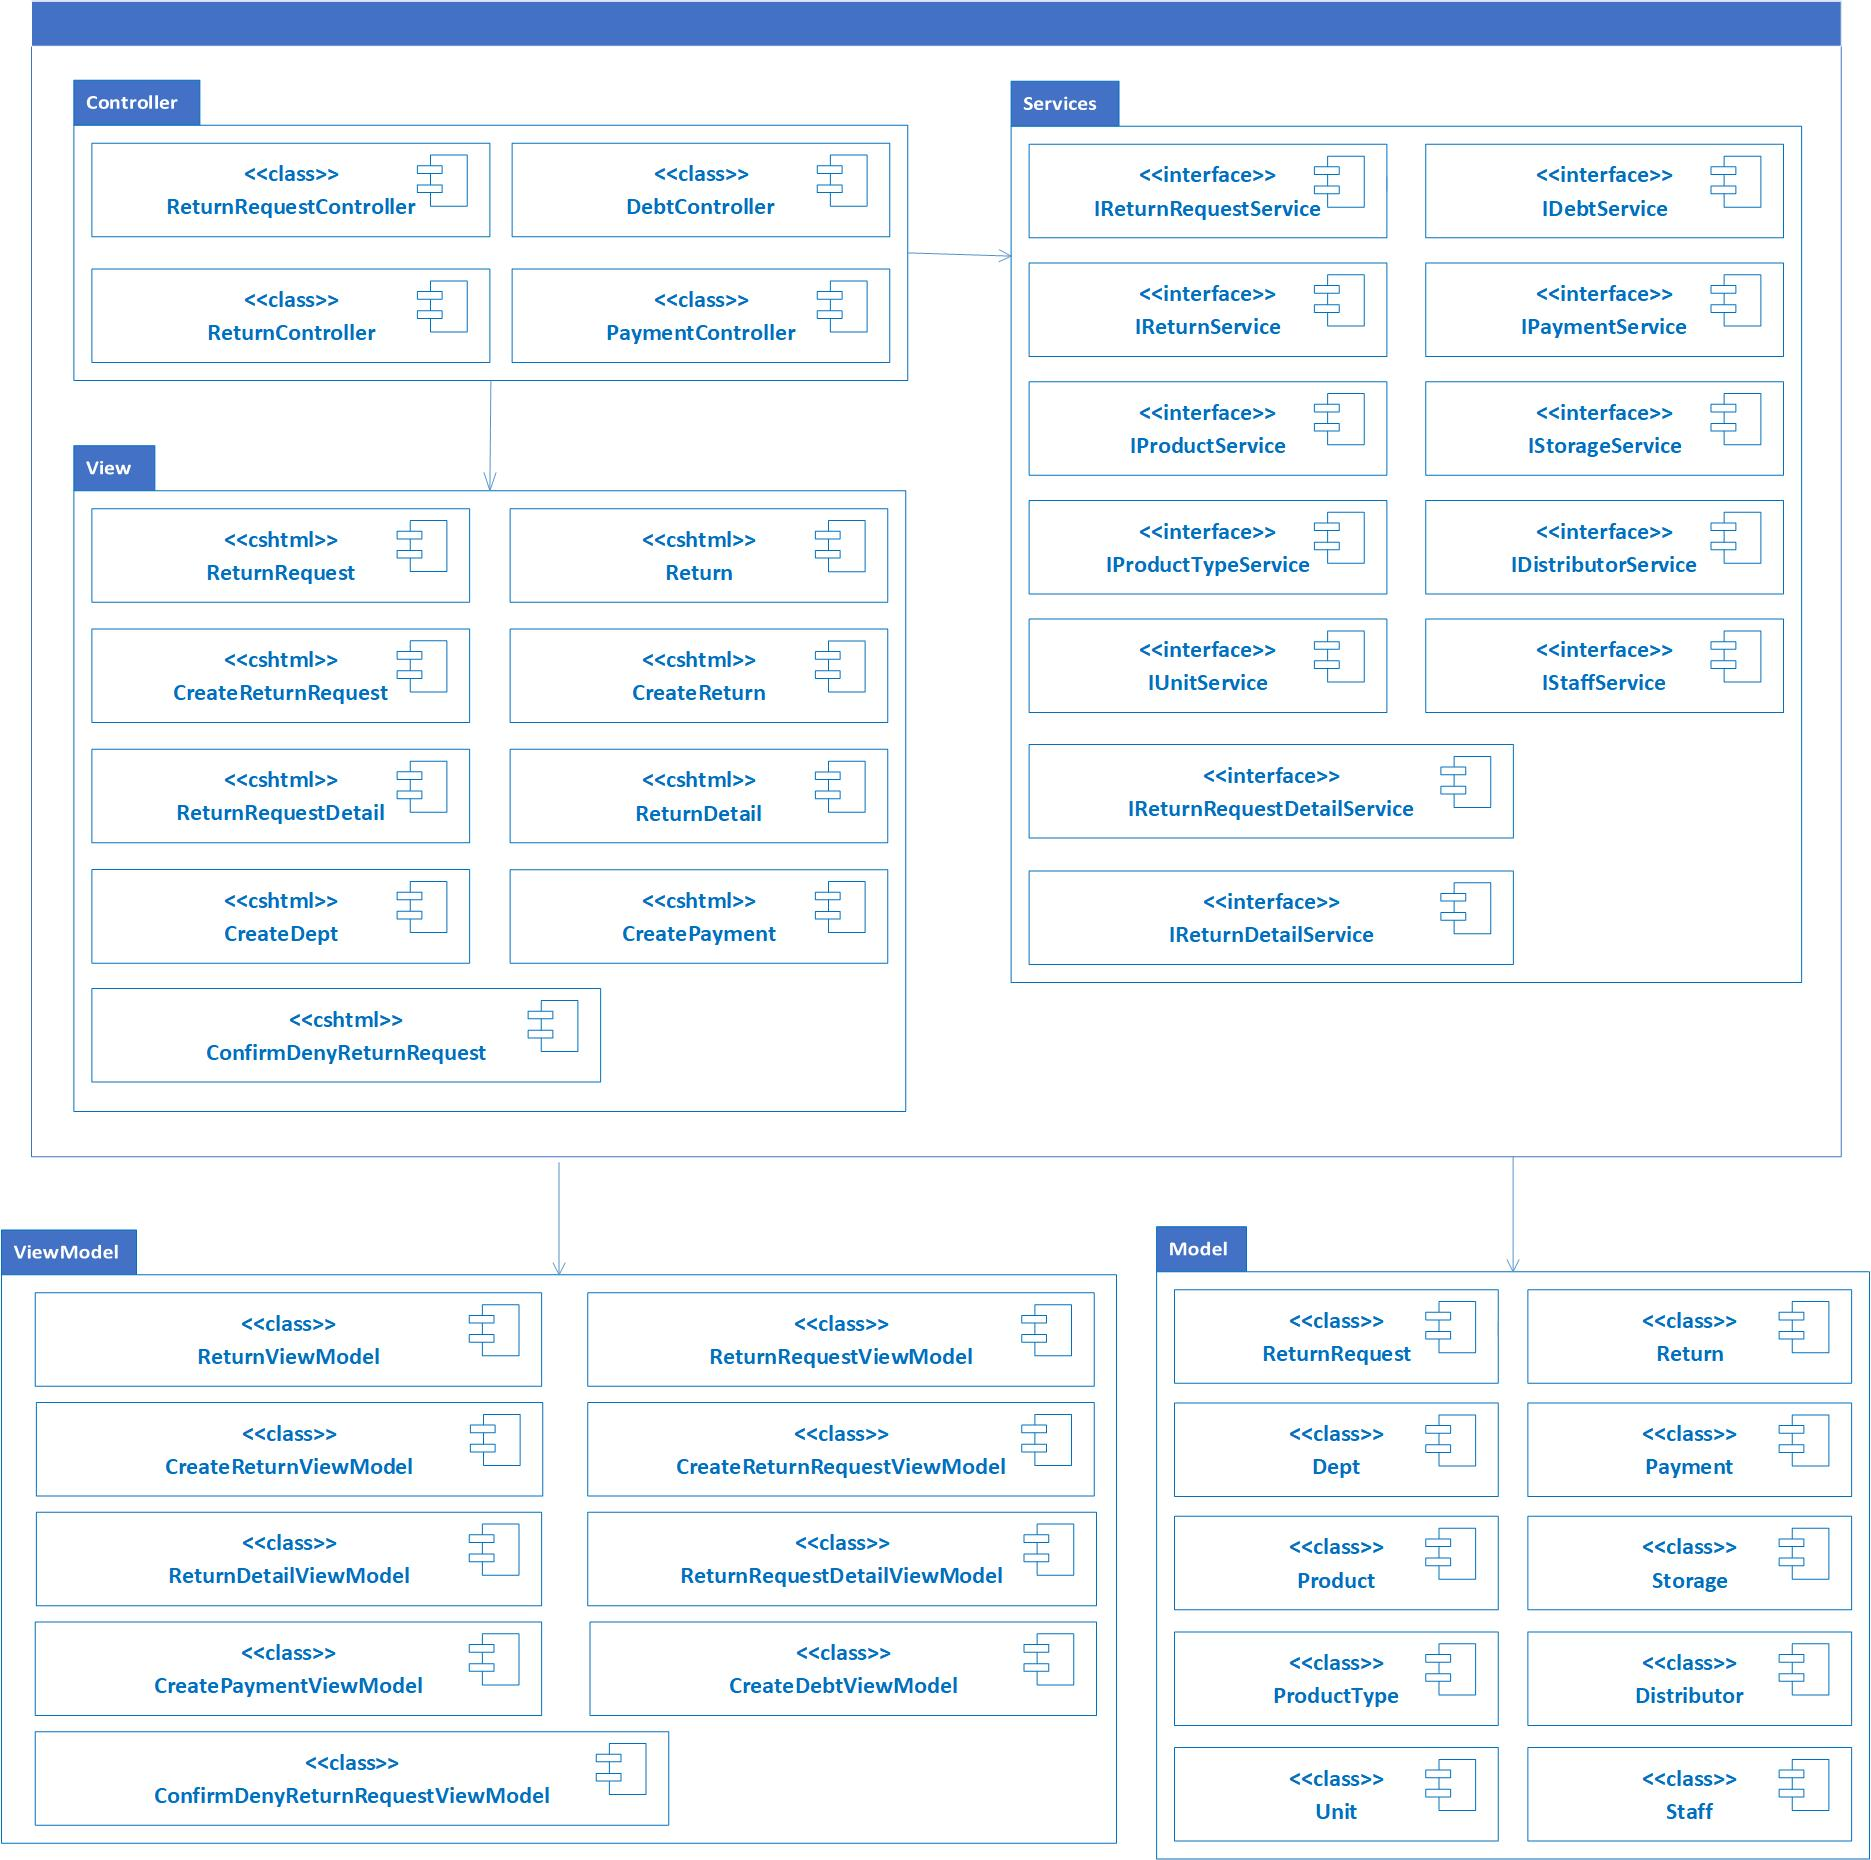 Controller
<<class>>
ReturnRequestController
<<class>>
DebtController
<<class>>
ReturnController
<<class>>
PaymentController
Services
<<interface>>
IReturnRequestService
<<interface>>
IDebtService
<<interface>>
IReturnService
<<interface>>
IPaymentService
<<interface>>
IProductService
<<interface>>
IStorageService
<<interface>>
IProductTypeService
<<interface>>
IDistributorService
<<interface>>
IUnitService
<<interface>>
IStaffService
<<interface>>
IReturnRequestDetailService
<<interface>>
IReturnDetailService
View
<<cshtml>>
ReturnRequest
<<cshtml>>
Return
<<cshtml>>
CreateReturnRequest
<<cshtml>>
CreateReturn
<<cshtml>>
ReturnRequestDetail
<<cshtml>>
ReturnDetail
<<cshtml>>
CreateDept
<<cshtml>>
CreatePayment
<<cshtml>>
ConfirmDenyReturnRequest
ViewModel
<<class>>
ReturnViewModel
<<class>>
ReturnRequestViewModel
<<class>>
CreateReturnViewModel
<<class>>
CreateReturnRequestViewModel
<<class>>
ReturnDetailViewModel
<<class>>
ReturnRequestDetailViewModel
<<class>>
CreatePaymentViewModel
<<class>>
CreateDebtViewModel
<<class>>
ConfirmDenyReturnRequestViewModel
Model
<<class>>
ReturnRequest
<<class>>
Return
<<class>>
Dept
<<class>>
Payment
<<class>>
Product
<<class>>
Storage
<<class>>
ProductType
<<class>>
Distributor
<<class>>
Unit
<<class>>
Staff